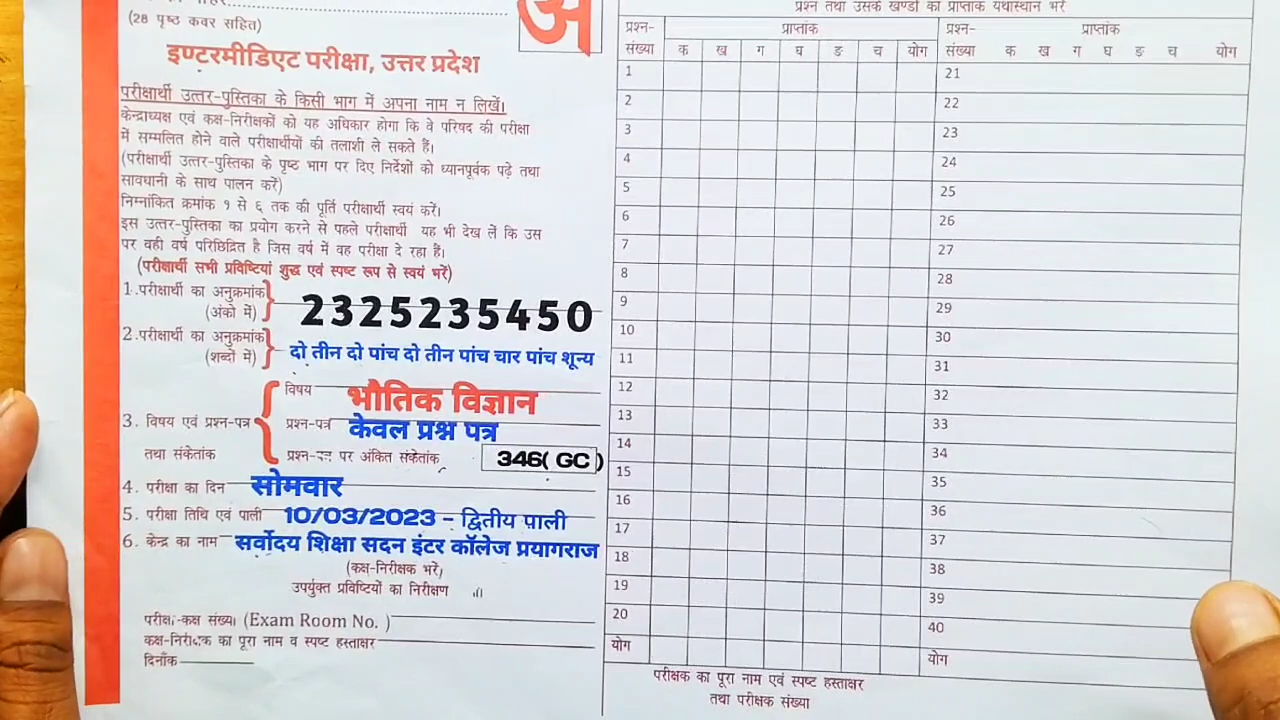 (28 पृष्ठ कवर सहित)
अ
इण्टरमीडिएट परीक्षा, उत्तर प्रदेश
परीक्षार्थी उत्तर-पुस्तिका के किसी भाग में अपना नाम न लिखें।
केन्द्राध्यक्ष एवं कक्ष-निरीक्षकों को यह अधिकार होगा कि वे परिषद की परीक्षा
में सम्मलित होने वाले परीक्षार्थीयों की तलाशी ले सकते हैं।
(परीक्षार्थी उत्तर-पुस्तिका के पृष्ठ भाग पर दिए निर्देशों को ध्यानपूर्वक पढ़े तथा
सावधानी के साथ पालन करें)
निम्नांकित क्रमांक १ से ६ तक की पूर्ति परीक्षार्थी स्वयं करें।
इस उत्तर-पुस्तिका का प्रयोग करने से पहले परीक्षार्थी यह भी देख लें कि उस
पर वही वर्ष परिछिद्रित है जिस वर्ष में वह परीक्षा दे रहा हैं।
(परीक्षार्थी सभी प्रविष्टियां शुद्ध एवं स्पष्ट रूप से स्वयं भरें)
1.परीक्षार्थी का अनुक्रमांक
(अंको में)
2325235450
2.परीक्षार्थी का अनुक्रमांक
(शब्दों में)
दो तीन दो पांच दो तीन पांच चार पांच शून्य
3. विषय एवं प्रश्न-पत्र
तथा संकेतांक
विषय भौतिक विज्ञान
प्रश्न-पत्र केवल प्रश्न पत्र
प्रश्न-पत्र पर अंकित संकेतांक 346( GC )
4. परीक्षा का दिन सोमवार
5. परीक्षा तिथि एवं पाली 10/03/2023 - द्वितीय पाली
6. केन्द्र का नाम सर्वोदय शिक्षा सदन इंटर कॉलेज प्रयागराज
(कक्ष-निरीक्षक भरें)
उपर्युक्त प्रविष्टियों का निरीक्षण
परीक्षा-कक्ष संख्या (Exam Room No. )
कक्ष-निरीक्षक का पूरा नाम व स्पष्ट हस्ताक्षर
दिनाँक
प्रश्न तथा उसके खण्डों का प्राप्तांक यथास्थान भरें
प्रश्न-संख्या प्राप्तांक प्रश्न-संख्या प्राप्तांक
क ख ग घ ङ च योग क ख ग घ ङ च योग
1 21
2 22
3 23
4 24
5 25
6 26
7 27
8 28
9 29
10 30
11 31
12 32
13 33
14 34
15 35
16 36
17 37
18 38
19 39
20 40
योग योग
परीक्षक का पूरा नाम एवं स्पष्ट हस्ताक्षर
तथा परीक्षक संख्या